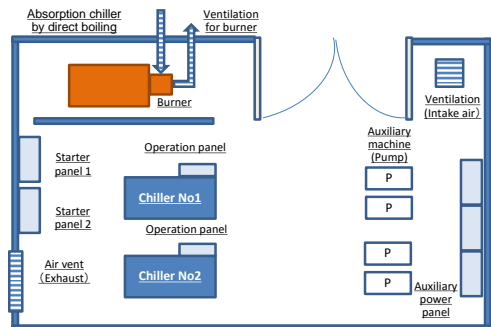 Absorption chiller
by direct boiling
Ventilation
for burner
Burner
Ventilation
(Intake air)
Operation panel
Auxiliary
machine
(Pump)
Starter
panel 1
Chiller No1
P
P
Starter
panel 2
Operation panel
Chiller No2
P
P
Air vent
(Exhaust)
Auxiliary
power
panel